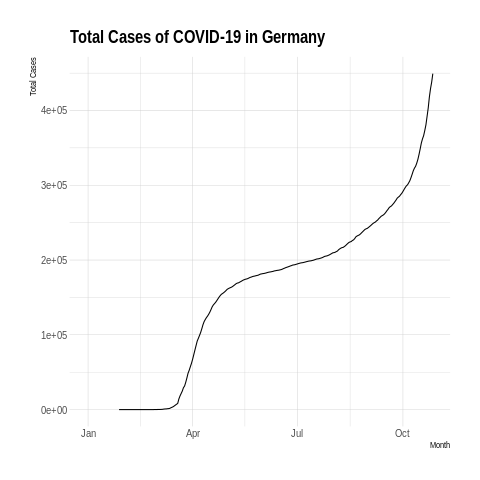 Total Cases of COVID-19 in Germany
Total Cases
4e+05
3e+05
2e+05
1e+05
0e+00
Jan Apr Jul Oct
Month